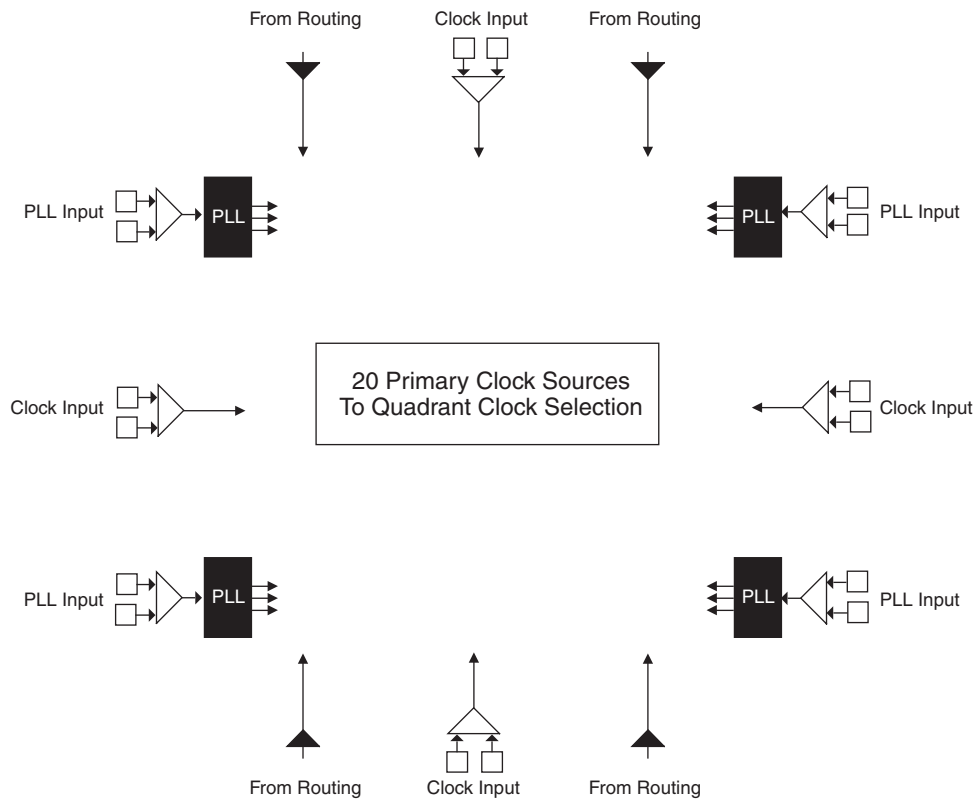 From Routing
Clock Input
From Routing
PLL Input
PLL
PLL
PLL Input
Clock Input
20 Primary Clock Sources
To Quadrant Clock Selection
Clock Input
PLL Input
PLL
PLL
PLL Input
From Routing
Clock Input
From Routing